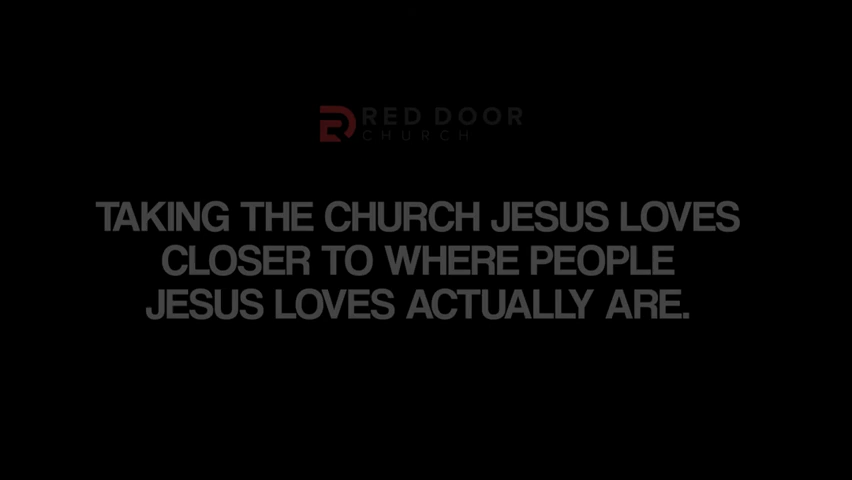 RED DOOR
CHURCH
TAKING THE CHURCH JESUS LOVES
CLOSER TO WHERE PEOPLE
JESUS LOVES ACTUALLY ARE.